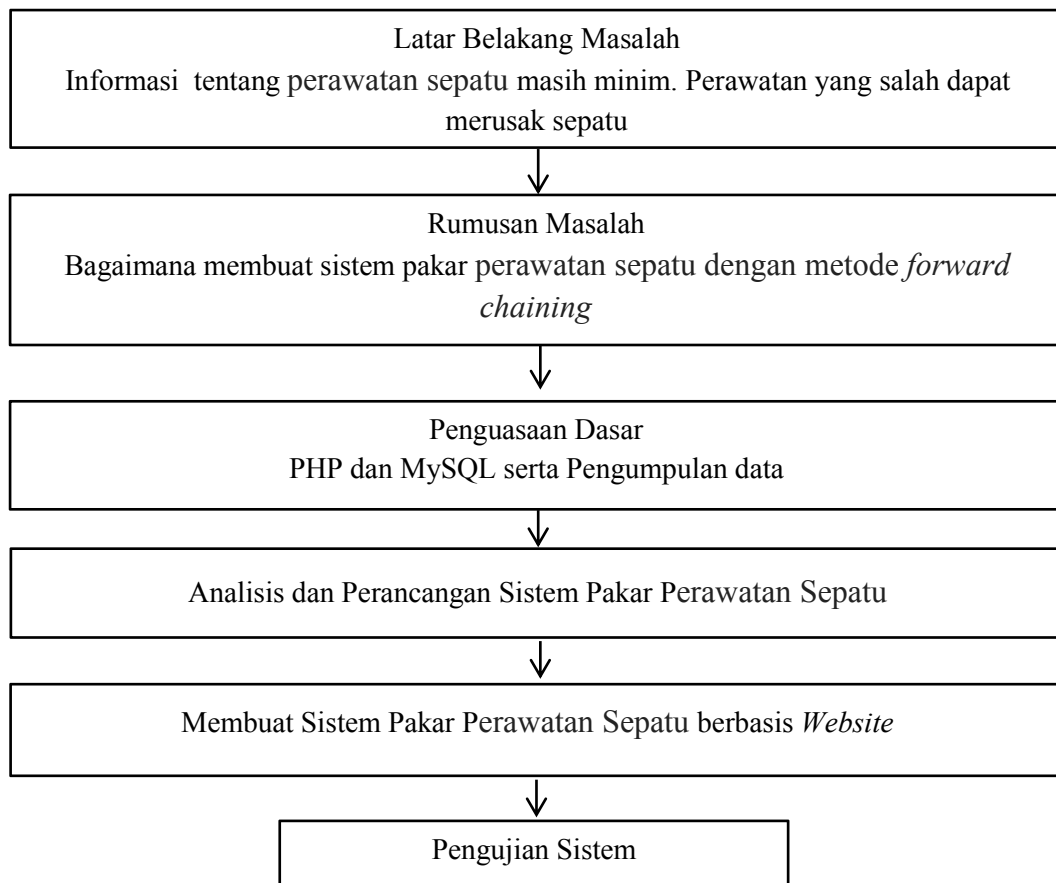 Latar Belakang Masalah
Informasi tentang perawatan sepatu masih minim. Perawatan yang salah dapat
merusak sepatu
Rumusan Masalah
Bagaimana membuat sistem pakar perawatan sepatu dengan metode forward
chaining
Penguasaan Dasar
PHP dan MySQL serta Pengumpulan data
Analisis dan Perancangan Sistem Pakar Perawatan Sepatu
Membuat Sistem Pakar Perawatan Sepatu berbasis Website
Pengujian Sistem